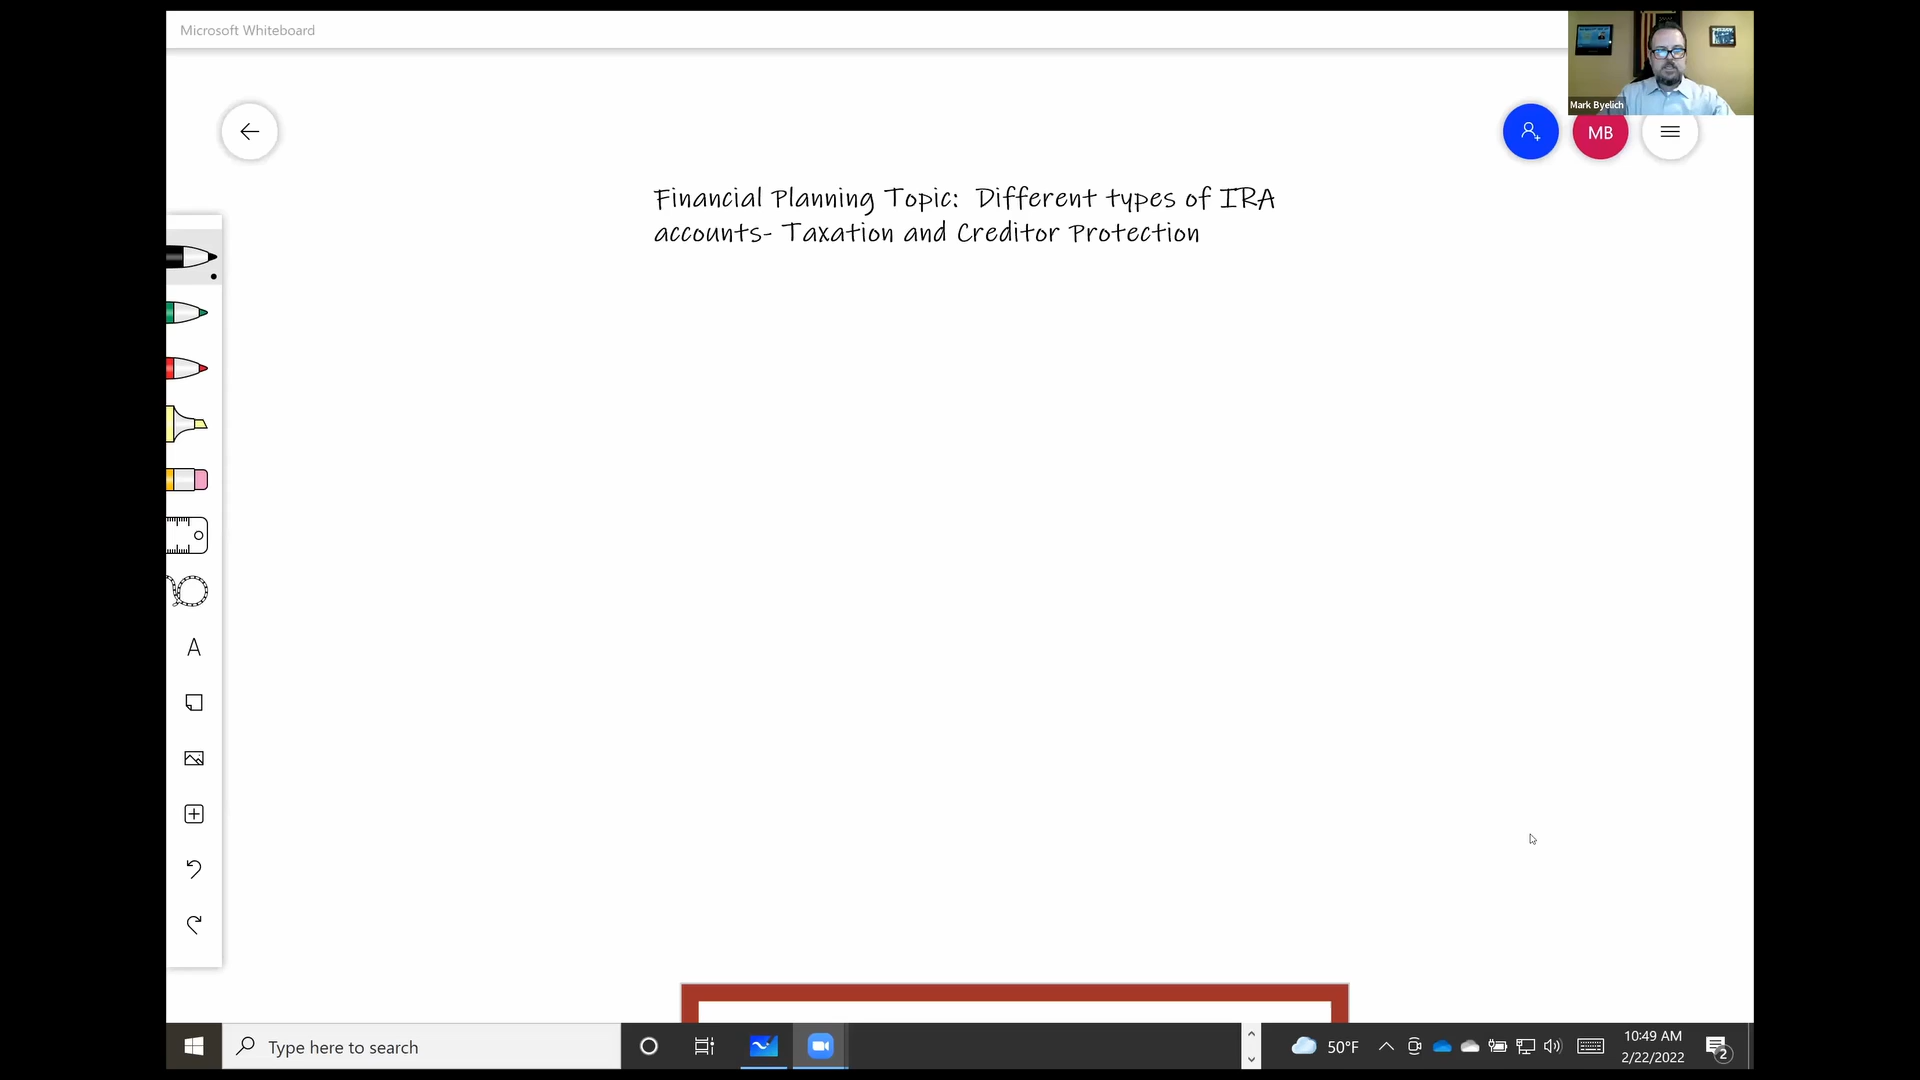 Microsoft Whiteboard
Mark Byelich
MB
Financial Planning Topic: Different types of IRA
accounts- Taxation and Creditor Protection
A
Type here to search
50°F
10:49 AM
2/22/2022
2